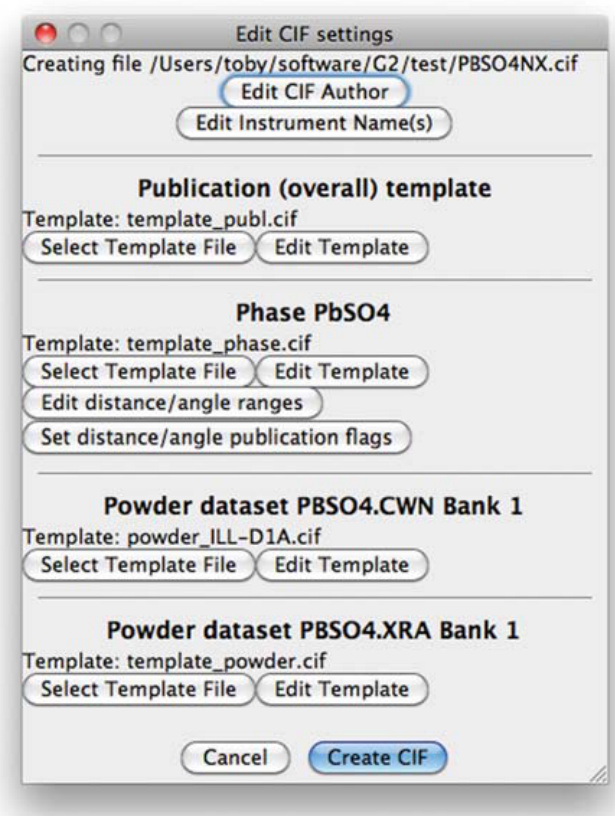 Edit CIF settings
Creating file /Users/toby/software/G2/test/PBSO4NX.cif
Edit CIF Author
Edit Instrument Name(s)
Publication (overall) template
Template: template_publ.cif
Select Template File Edit Template
Phase PbSO4
Template: template_phase.cif
Select Template File Edit Template
Edit distance/angle ranges
Set distance/angle publication flags
Powder dataset PBSO4.CWN Bank 1
Template: powder_ILL-D1A.cif
Select Template File Edit Template
Powder dataset PBSO4.XRA Bank 1
Template: template_powder.cif
Select Template File Edit Template
Cancel Create CIF